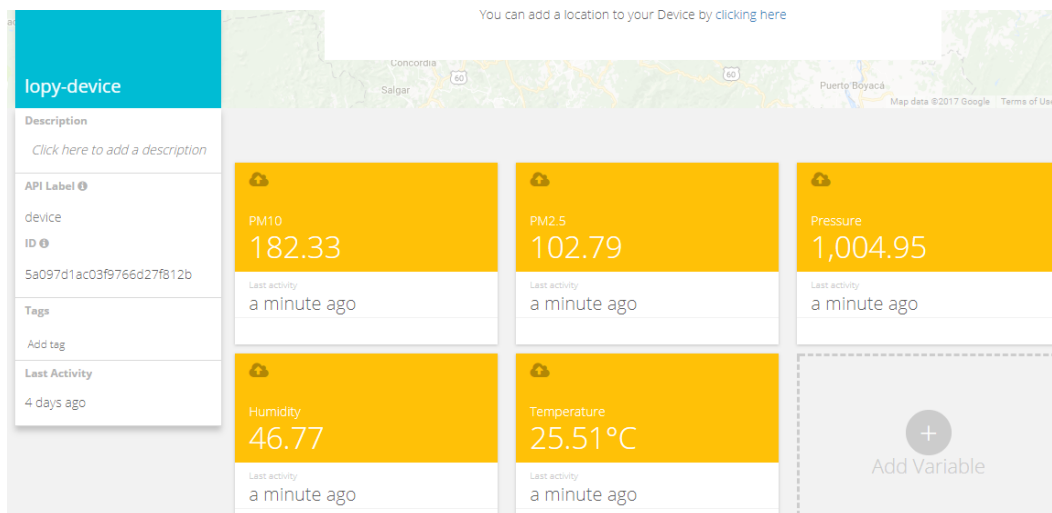 You can add a location to your Device by clicking here
Concordia
60
60
Salgar
Puerto Boyacá
Map data ©2017 Google Terms of Use
lopy-device
Description
Click here to add a description
API Label
device
ID
5a097d1ac03f9766d27f812b
Tags
Add tag
Last Activity
4 days ago
PM10
182.33
Last activity
a minute ago
PM2.5
102.79
Last activity
a minute ago
Pressure
1,004.95
Last activity
a minute ago
Humidity
46.77
Last activity
a minute ago
Temperature
25.51°C
Last activity
a minute ago
Add Variable